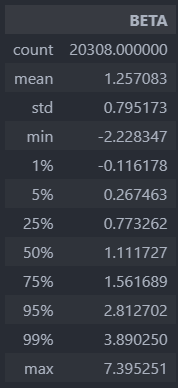 BETA
count 20308.000000
mean 1.257083
std 0.795173
min -2.228347
1% -0.116178
5% 0.267463
25% 0.773262
50% 1.111727
75% 1.561689
95% 2.812702
99% 3.890250
max 7.395251